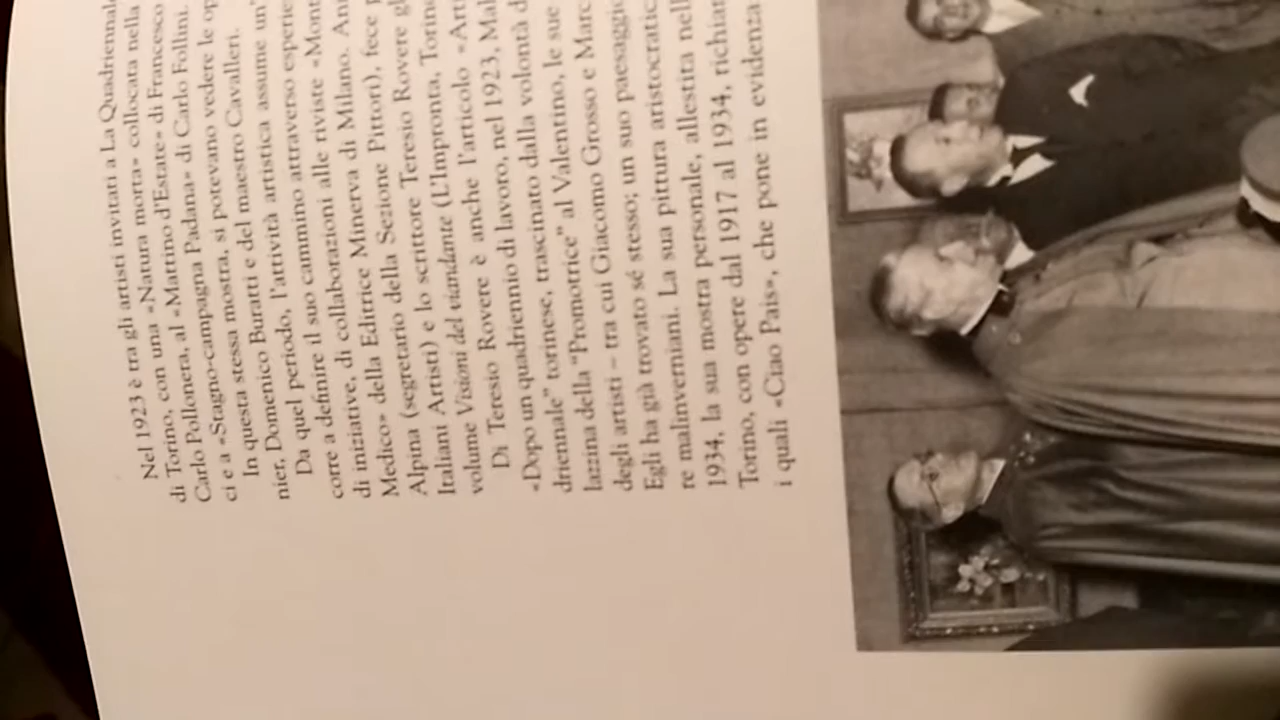 Nel 1923 è tra gli artisti invitati a La Quadriennale
di Torino, con una «Natura morta» collocata nella
Carlo Pollonera, al «Mattino d'Estate» di Francesco
ci e a «Stagno-campagna Padana» di Carlo Follini.
In questa stessa mostra, si potevano vedere le op
nier, Domenico Buratti e del maestro Cavalleri.
Da quel periodo, l'attività artistica assume un'
corre a definire il suo cammino attraverso esperie
di iniziative, di collaborazioni alle riviste «Mont
Medico» della Editrice Minerva di Milano. An
Alpina (segretario della Sezione Pittori), fece p
Italiani Artisti) e lo scrittore Teresio Rovere gl
volume Visioni del viandante (L'Impronta, Torino
Di Teresio Rovere è anche l'articolo «Arti
«Dopo un quadriennio di lavoro, nel 1923, Mal
driennale" torinese, trascinato dalla volontà d
lazzina della "Promotrice" al Valentino, le sue
degli artisti – tra cui Giacomo Grosso e Marc
Egli ha già trovato sé stesso; un suo paesaggio
re malinverniani. La sua pittura aristocratic
1934, la sua mostra personale, allestita nell
Torino, con opere dal 1917 al 1934, richiar
i quali «Ciao Pais», che pone in evidenza